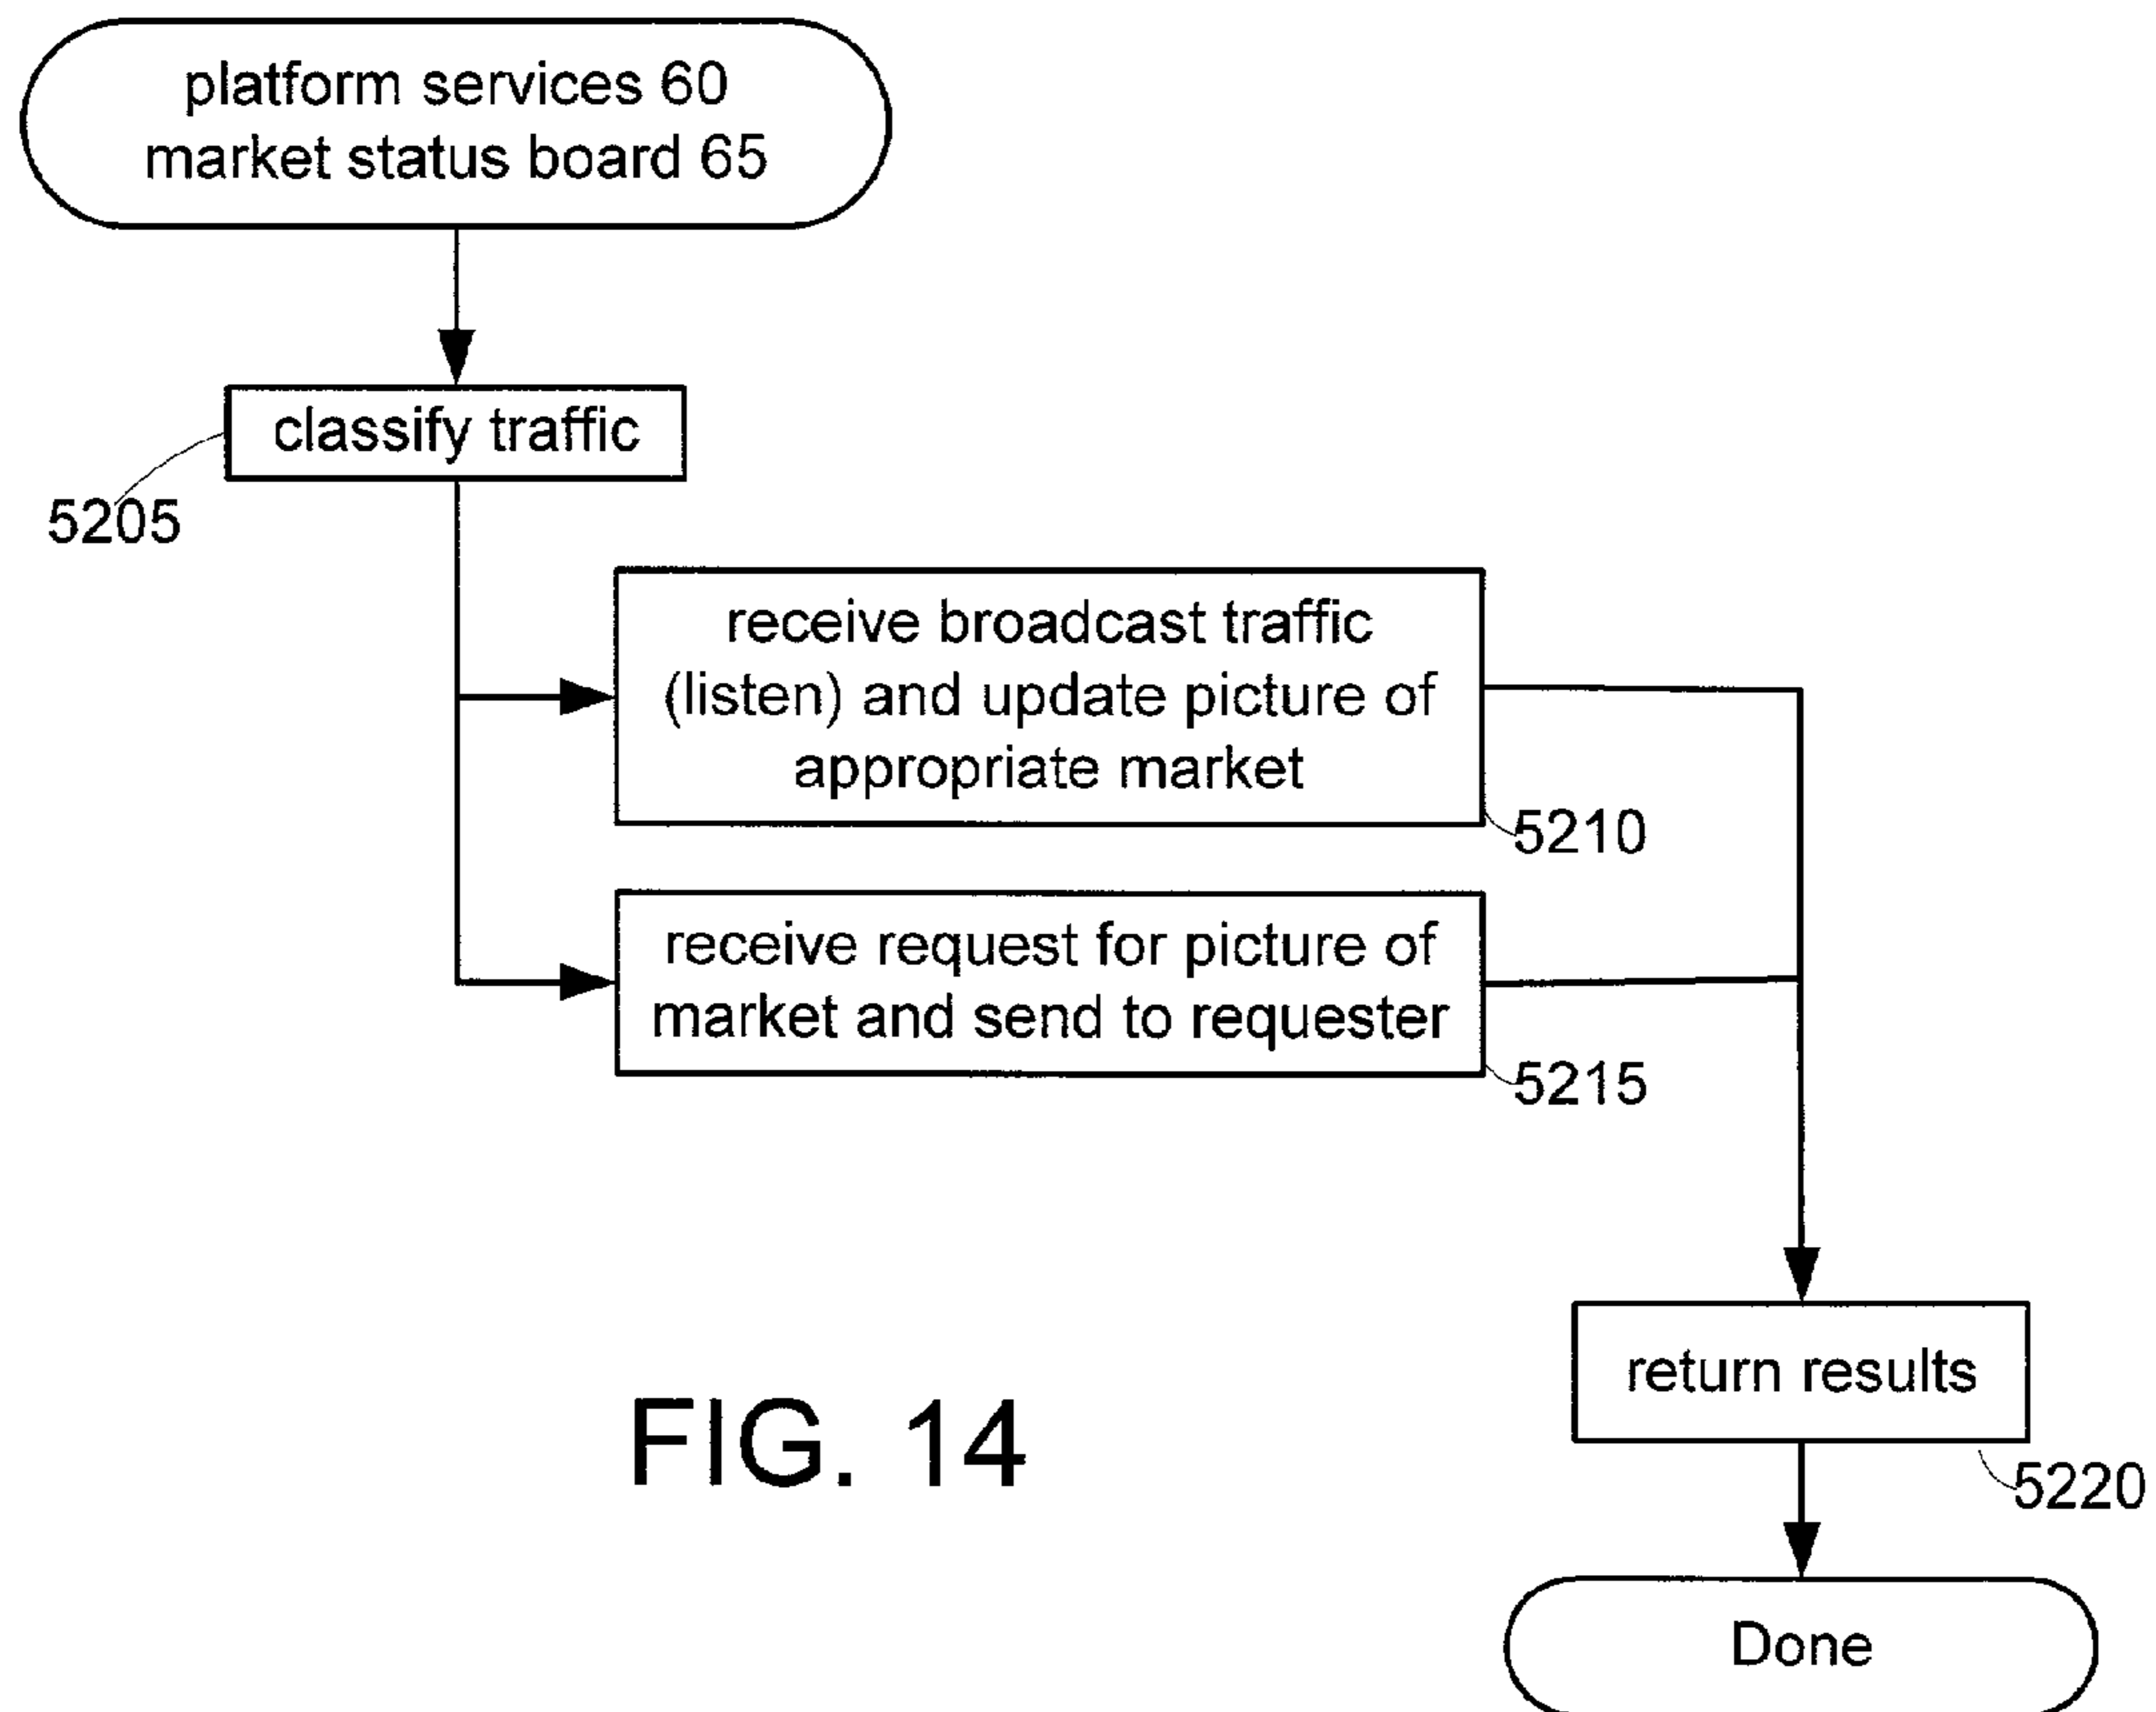 platform services 60
market status board 65
classify traffic
5205
receive broadcast traffic
(listen) and update picture of
appropriate market
5210
receive request for picture of
market and send to requester
5215
return results
5220
FIG. 14
Done